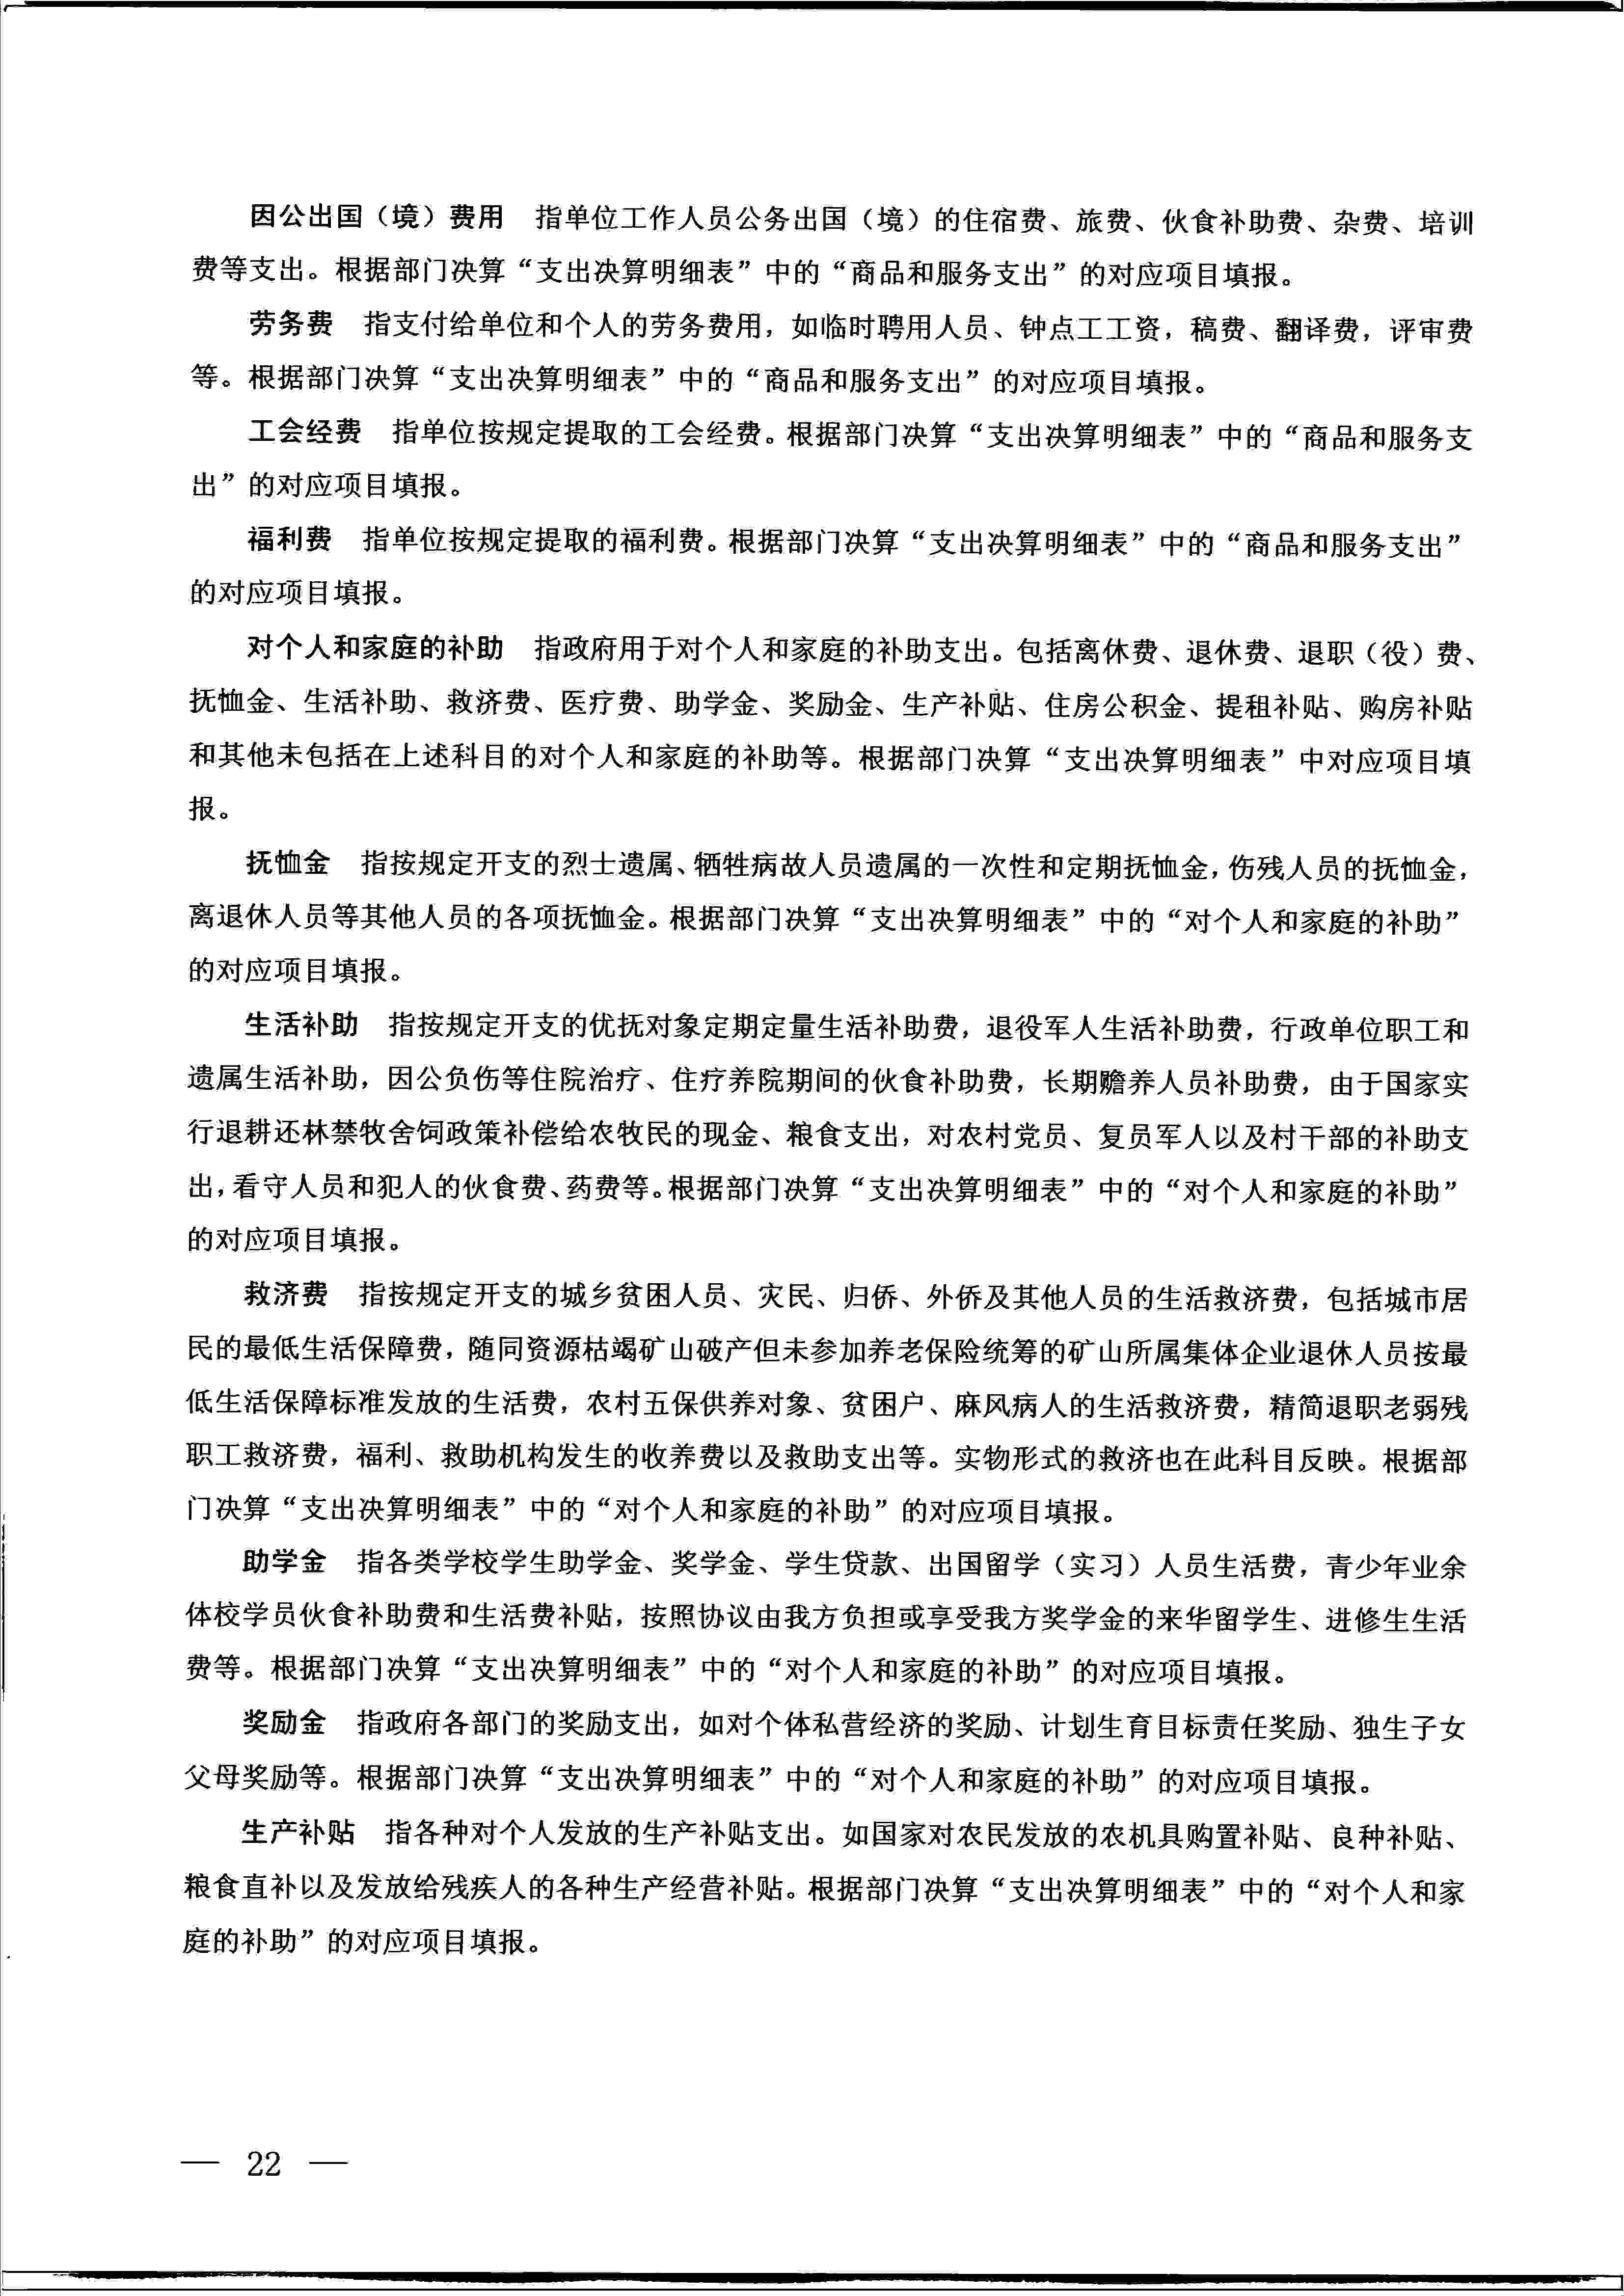 因公出国（境）费用　指单位工作人员公务出国（境）的住宿费、旅费、伙食补助费、杂费、培训
费等支出。根据部门决算“支出决算明细表”中的“商品和服务支出”的对应项目填报。
劳务费　指支付给单位和个人的劳务费用，如临时聘用人员、钟点工工资，稿费、翻译费，评审费
等。根据部门决算“支出决算明细表”中的“商品和服务支出”的对应项目填报。
工会经费　指单位按规定提取的工会经费。根据部门决算“支出决算明细表”中的“商品和服务支
出”的对应项目填报。
福利费　指单位按规定提取的福利费。根据部门决算“支出决算明细表”中的“商品和服务支出”
的对应项目填报。
对个人和家庭的补助　指政府用于对个人和家庭的补助支出。包括离休费、退休费、退职（役）费、
抚恤金、生活补助、救济费、医疗费、助学金、奖励金、生产补贴、住房公积金、提租补贴、购房补贴
和其他未包括在上述科目的对个人和家庭的补助等。根据部门决算“支出决算明细表”中对应项目填
报。
抚恤金　指按规定开支的烈士遗属、牺牲病故人员遗属的一次性和定期抚恤金，伤残人员的抚恤金，
离退休人员等其他人员的各项抚恤金。根据部门决算“支出决算明细表”中的“对个人和家庭的补助”
的对应项目填报。
生活补助　指按规定开支的优抚对象定期定量生活补助费，退役军人生活补助费，行政单位职工和
遗属生活补助，因公负伤等住院治疗、住疗养院期间的伙食补助费，长期赡养人员补助费，由于国家实
行退耕还林禁牧舍饲政策补偿给农牧民的现金、粮食支出，对农村党员、复员军人以及村干部的补助支
出，看守人员和犯人的伙食费、药费等。根据部门决算“支出决算明细表”中的“对个人和家庭的补助”
的对应项目填报。
救济费　指按规定开支的城乡贫困人员、灾民、归侨、外侨及其他人员的生活救济费，包括城市居
民的最低生活保障费，随同资源枯竭矿山破产但未参加养老保险统筹的矿山所属集体企业退休人员按最
低生活保障标准发放的生活费，农村五保供养对象、贫困户、麻风病人的生活救济费，精简退职老弱残
职工救济费，福利、救助机构发生的收养费以及救助支出等。实物形式的救济也在此科目反映。根据部
门决算“支出决算明细表”中的“对个人和家庭的补助”的对应项目填报。
助学金　指各类学校学生助学金、奖学金、学生贷款、出国留学（实习）人员生活费，青少年业余
体校学员伙食补助费和生活费补贴，按照协议由我方负担或享受我方奖学金的来华留学生、进修生生活
费等。根据部门决算“支出决算明细表”中的“对个人和家庭的补助”的对应项目填报。
奖励金　指政府各部门的奖励支出，如对个体私营经济的奖励、计划生育目标责任奖励、独生子女
父母奖励等。根据部门决算“支出决算明细表”中的“对个人和家庭的补助”的对应项目填报。
生产补贴　指各种对个人发放的生产补贴支出。如国家对农民发放的农机具购置补贴、良种补贴、
粮食直补以及发放给残疾人的各种生产经营补贴。根据部门决算“支出决算明细表”中的“对个人和家
庭的补助”的对应项目填报。
— 22 —